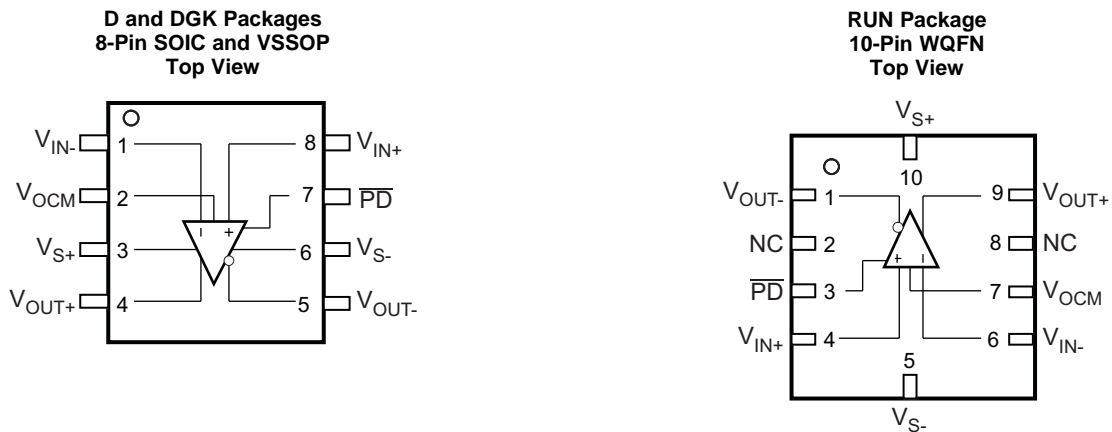 D and DGK Packages
8-Pin SOIC and VSSOP
Top View
VIN- 1 8 VIN+
VOCM 2 7 PD
VS+ 3 6 VS-
VOUT+ 4 5 VOUT-
- +
RUN Package
10-Pin WQFN
Top View
VS+
10
VOUT- 1 9 VOUT+
NC 2 8 NC
+ -
PD 3 7 VOCM
VIN+ 4 6 VIN-
5
VS-